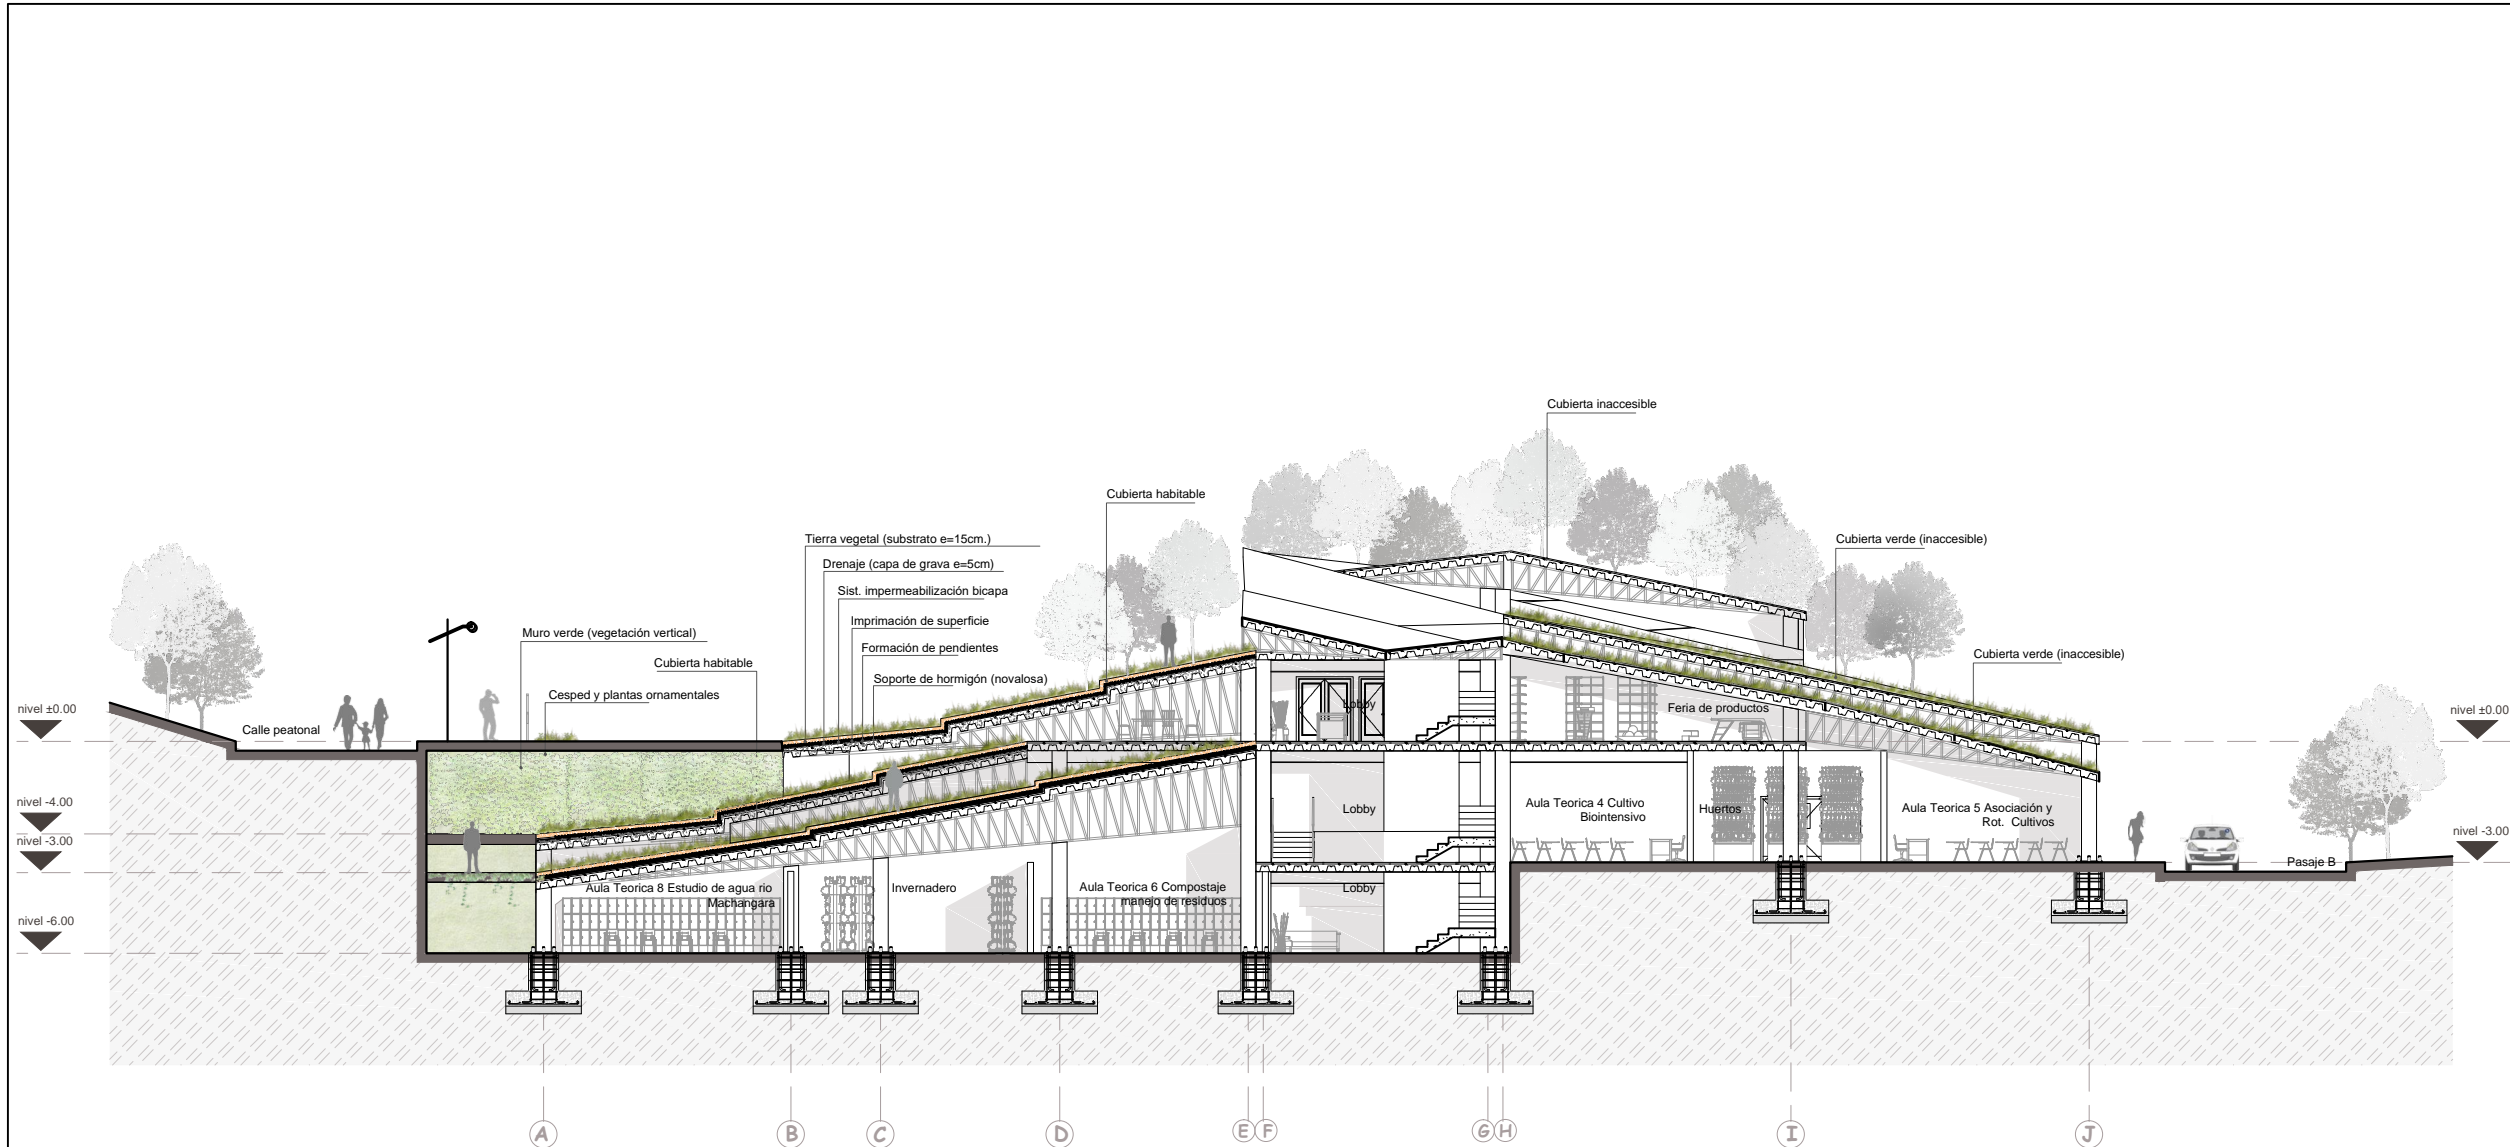 Cubierta inaccesible
Cubierta habitable
Tierra vegetal (substrato e=15cm.)
Cubierta verde (inaccesible)
Drenaje (capa de grava e=5cm)
Sist. impermeabilización bicapa
Imprimación de superficie
Muro verde (vegetación vertical)
Formación de pendientes
Cubierta habitable
Cubierta verde (inaccesible)
Soporte de hormigón (novalosa)
Cesped y plantas ornamentales
nivel ±0.00
Calle peatonal
Lobby
Feria de productos
nivel ±0.00
nivel -4.00
Lobby
Aula Teorica 4 Cultivo
Biointensivo
Huertos
Aula Teorica 5 Asociación y
Rot. Cultivos
nivel -3.00
nivel -3.00
Pasaje B
Aula Teorica 8 Estudio de agua rio
Machangara
Invernadero
Aula Teorica 6 Compostaje
manejo de residuos
Lobby
nivel -6.00
A
B
C
D
E
F
G
H
I
J